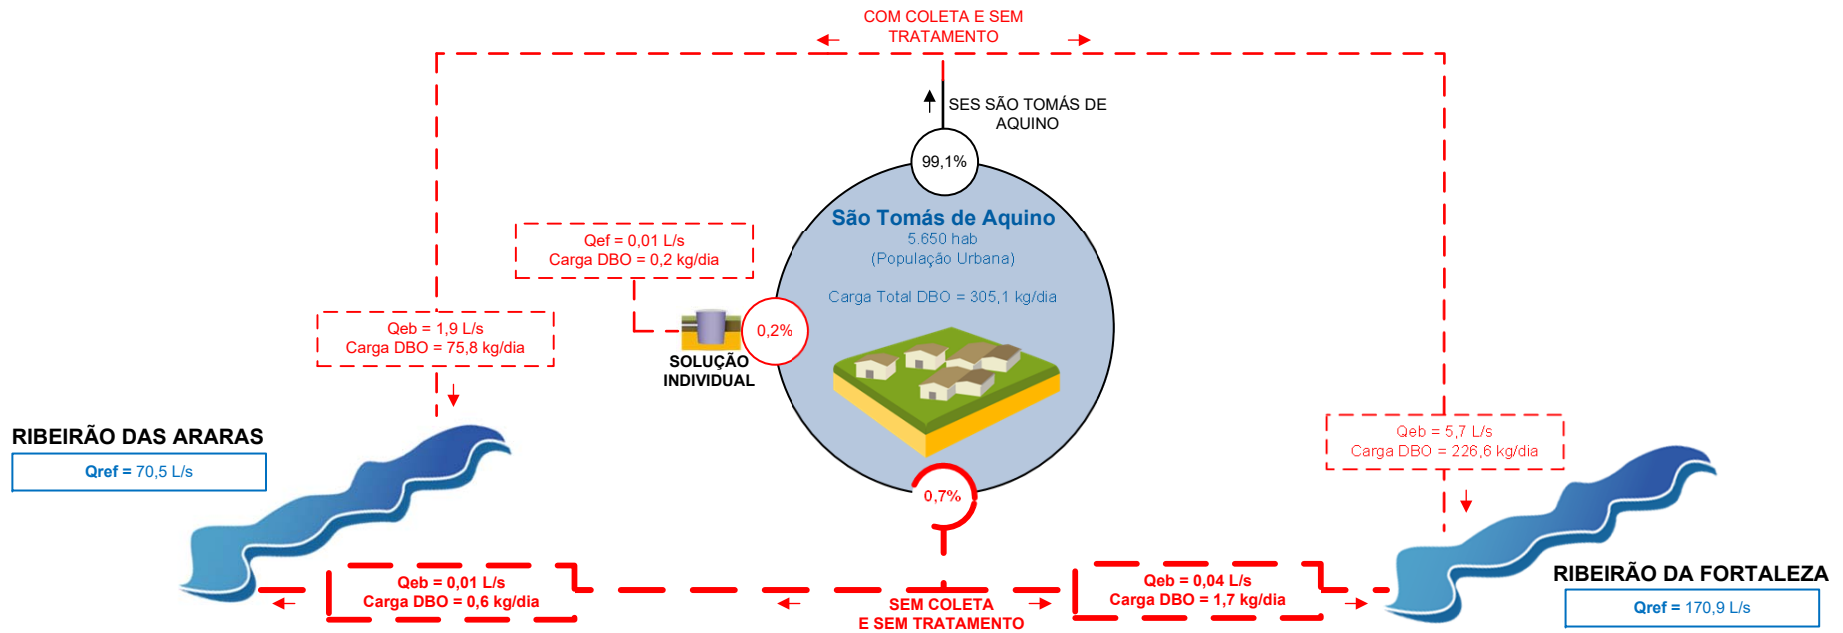 COM COLETA E SEM
TRATAMENTO
SES SÃO TOMÁS DE
AQUINO
99,1%
São Tomás de Aquino
5.650 hab
(População Urbana)
Carga Total DBO = 305,1 kg/dia
Qef = 0,01 L/s
Carga DBO = 0,2 kg/dia
0,2%
SOLUÇÃO
INDIVIDUAL
Qeb = 1,9 L/s
Carga DBO = 75,8 kg/dia
RIBEIRÃO DAS ARARAS
Qref = 70,5 L/s
Qeb = 5,7 L/s
Carga DBO = 226,6 kg/dia
0,7%
Qeb = 0,01 L/s
Carga DBO = 0,6 kg/dia
SEM COLETA
E SEM TRATAMENTO
Qeb = 0,04 L/s
Carga DBO = 1,7 kg/dia
RIBEIRÃO DA FORTALEZA
Qref = 170,9 L/s